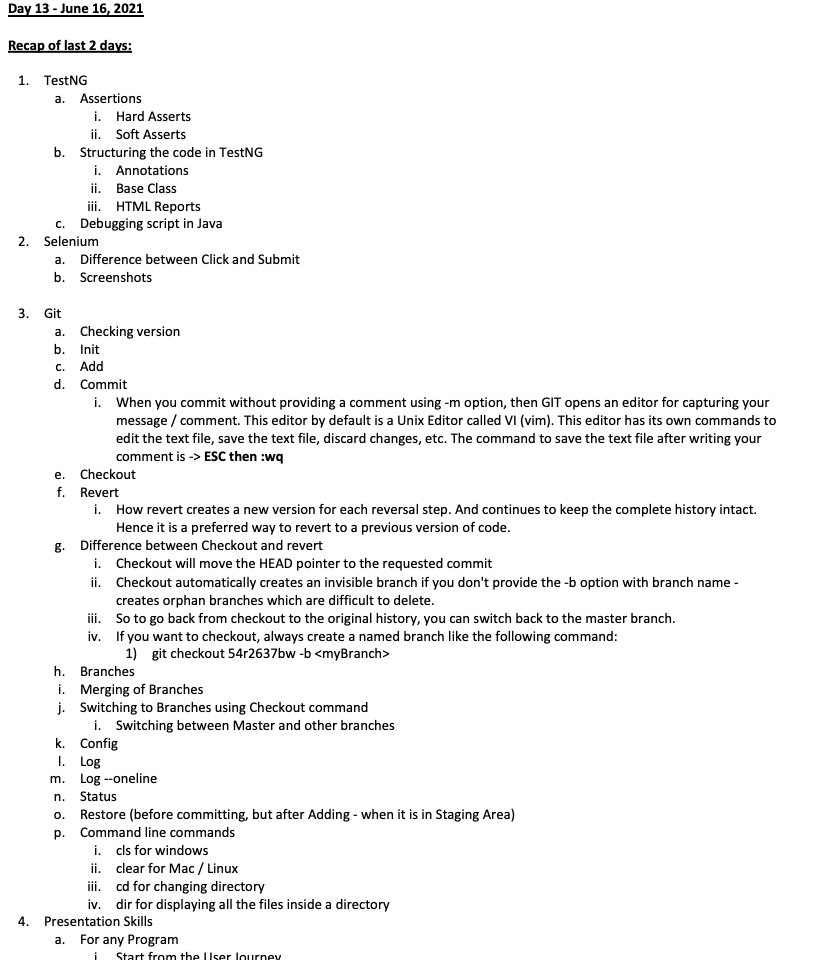 Day 13 - June 16, 2021
Recap of last 2 days:
1. TestNG
a. Assertions
i. Hard Asserts
ii. Soft Asserts
b. Structuring the code in TestNG
i. Annotations
ii. Base Class
iii. HTML Reports
c. Debugging script in Java
2. Selenium
a. Difference between Click and Submit
b. Screenshots
3. Git
a. Checking version
b. Init
c. Add
d. Commit
i. When you commit without providing a comment using -m option, then GIT opens an editor for capturing your
message / comment. This editor by default is a Unix Editor called VI (vim). This editor has its own commands to
edit the text file, save the text file, discard changes, etc. The command to save the text file after writing your
comment is -> ESC then :wq
e. Checkout
f. Revert
i. How revert creates a new version for each reversal step. And continues to keep the complete history intact.
Hence it is a preferred way to revert to a previous version of code.
g. Difference between Checkout and revert
i. Checkout will move the HEAD pointer to the requested commit
ii. Checkout automatically creates an invisible branch if you don't provide the -b option with branch name -
creates orphan branches which are difficult to delete.
iii. So to go back from checkout to the original history, you can switch back to the master branch.
iv. If you want to checkout, always create a named branch like the following command:
1) git checkout 54r2637bw -b <myBranch>
h. Branches
i. Merging of Branches
j. Switching to Branches using Checkout command
i. Switching between Master and other branches
k. Config
l. Log
m. Log --oneline
n. Status
o. Restore (before committing, but after Adding - when it is in Staging Area)
p. Command line commands
i. cls for windows
ii. clear for Mac / Linux
iii. cd for changing directory
iv. dir for displaying all the files inside a directory
4. Presentation Skills
a. For any Program
i. Start from the User Journey